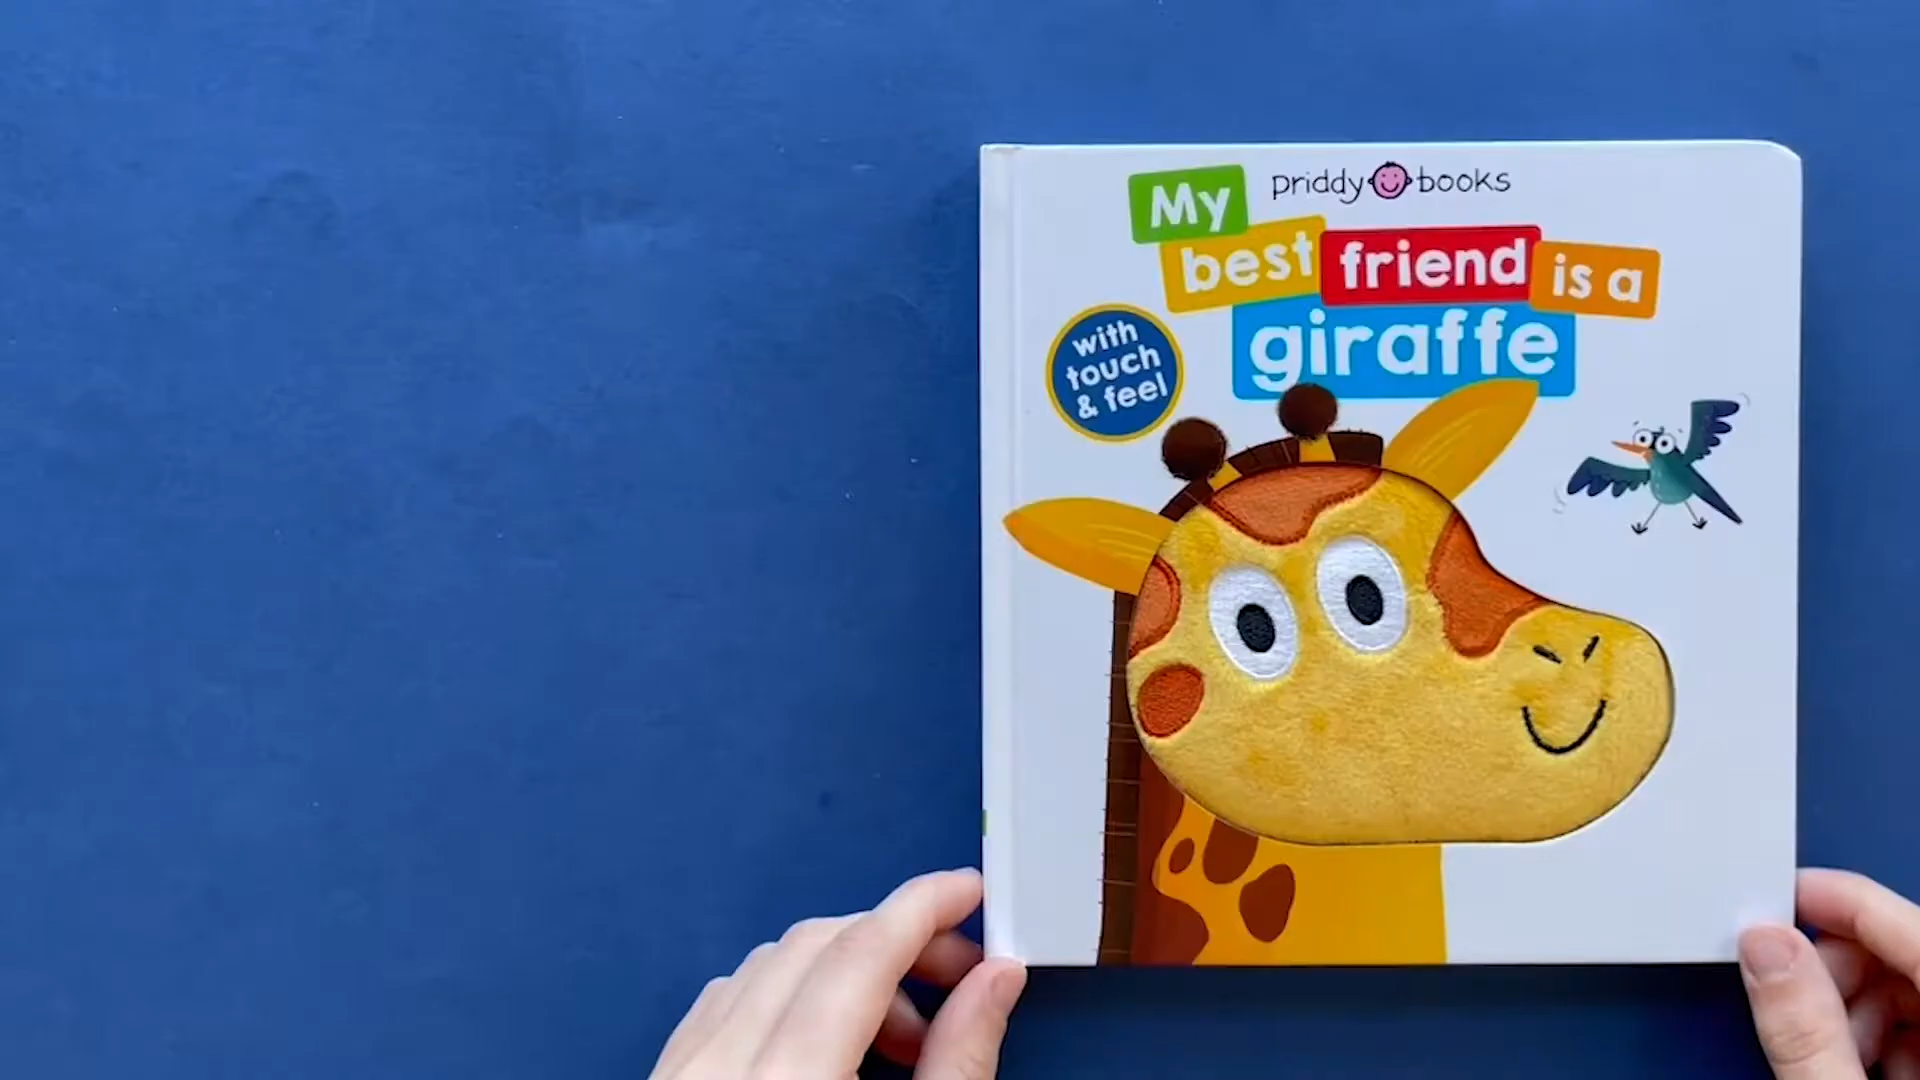 priddy books
My
best friend is a
giraffe
with
touch
& feel